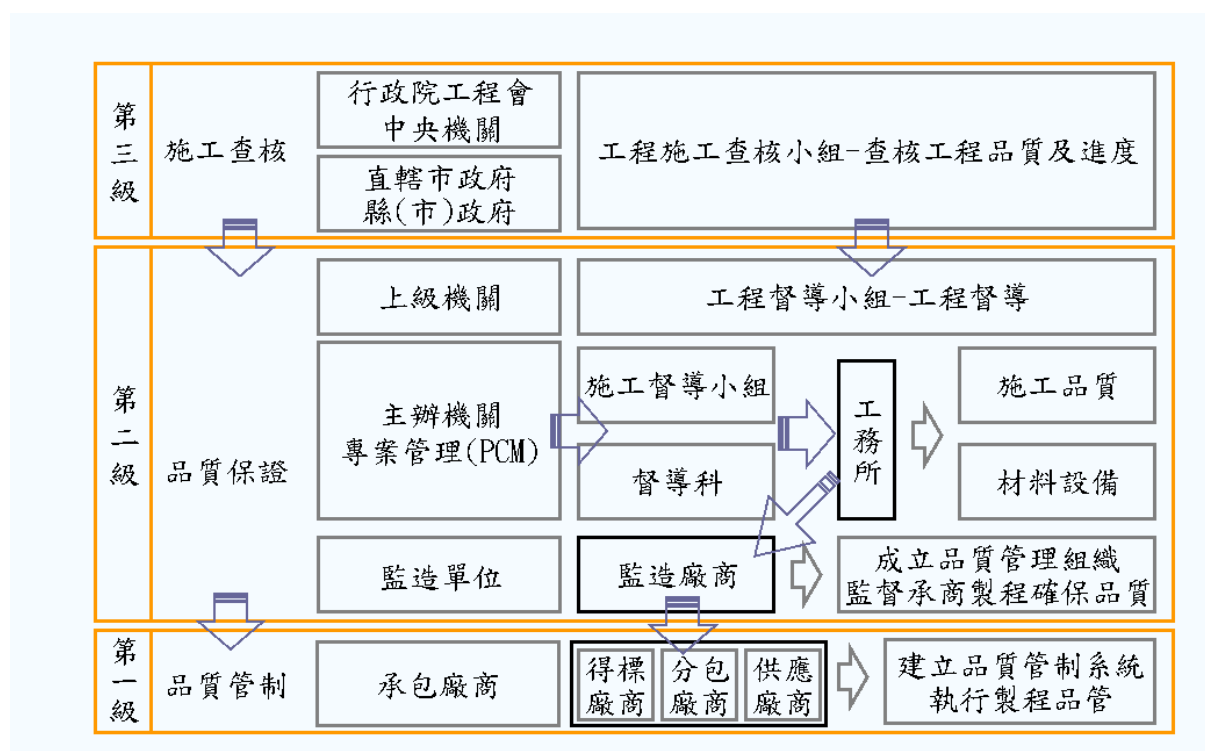 第三級
施工查核
行政院工程會
中央機關
直轄市政府
縣(市)政府
工程施工查核小組-查核工程品質及進度
第二級
品質保證
上級機關
工程督導小組-工程督導
主辦機關
專案管理(PCM)
施工督導小組
督導科
工務所
施工品質
材料設備
監造單位
監造廠商
成立品質管理組織
監督承商製程確保品質
第一級
品質管制
承包廠商
得標
廠商
分包
廠商
供應
廠商
建立品質管制系統
執行製程品管